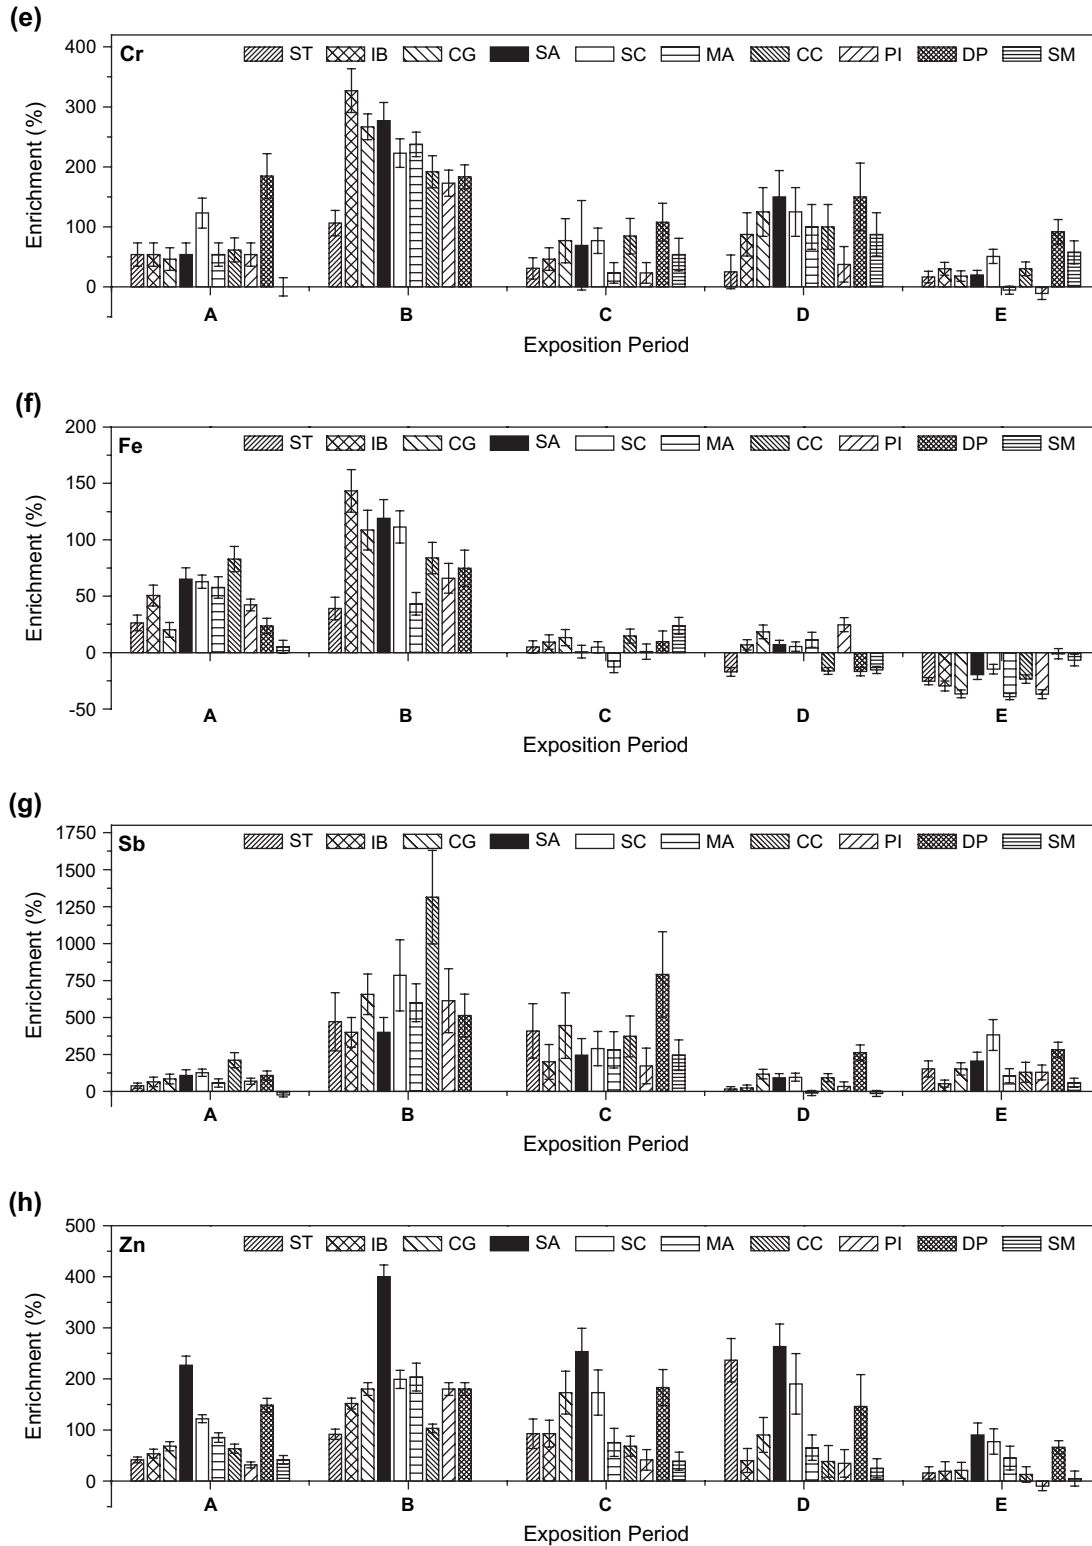 (e)
Cr ST IB CG SA SC MA CC PI DP SM
400
300
200
100
0
Enrichment (%)
A B C D E
Exposition Period
(f)
Fe ST IB CG SA SC MA CC PI DP SM
200
150
100
50
0
-50
Enrichment (%)
A B C D E
Exposition Period
(g)
Sb ST IB CG SA SC MA CC PI DP SM
1750
1500
1250
1000
750
500
250
0
Enrichment (%)
A B C D E
Exposition Period
(h)
Zn ST IB CG SA SC MA CC PI DP SM
500
400
300
200
100
0
Enrichment (%)
A B C D E
Exposition Period